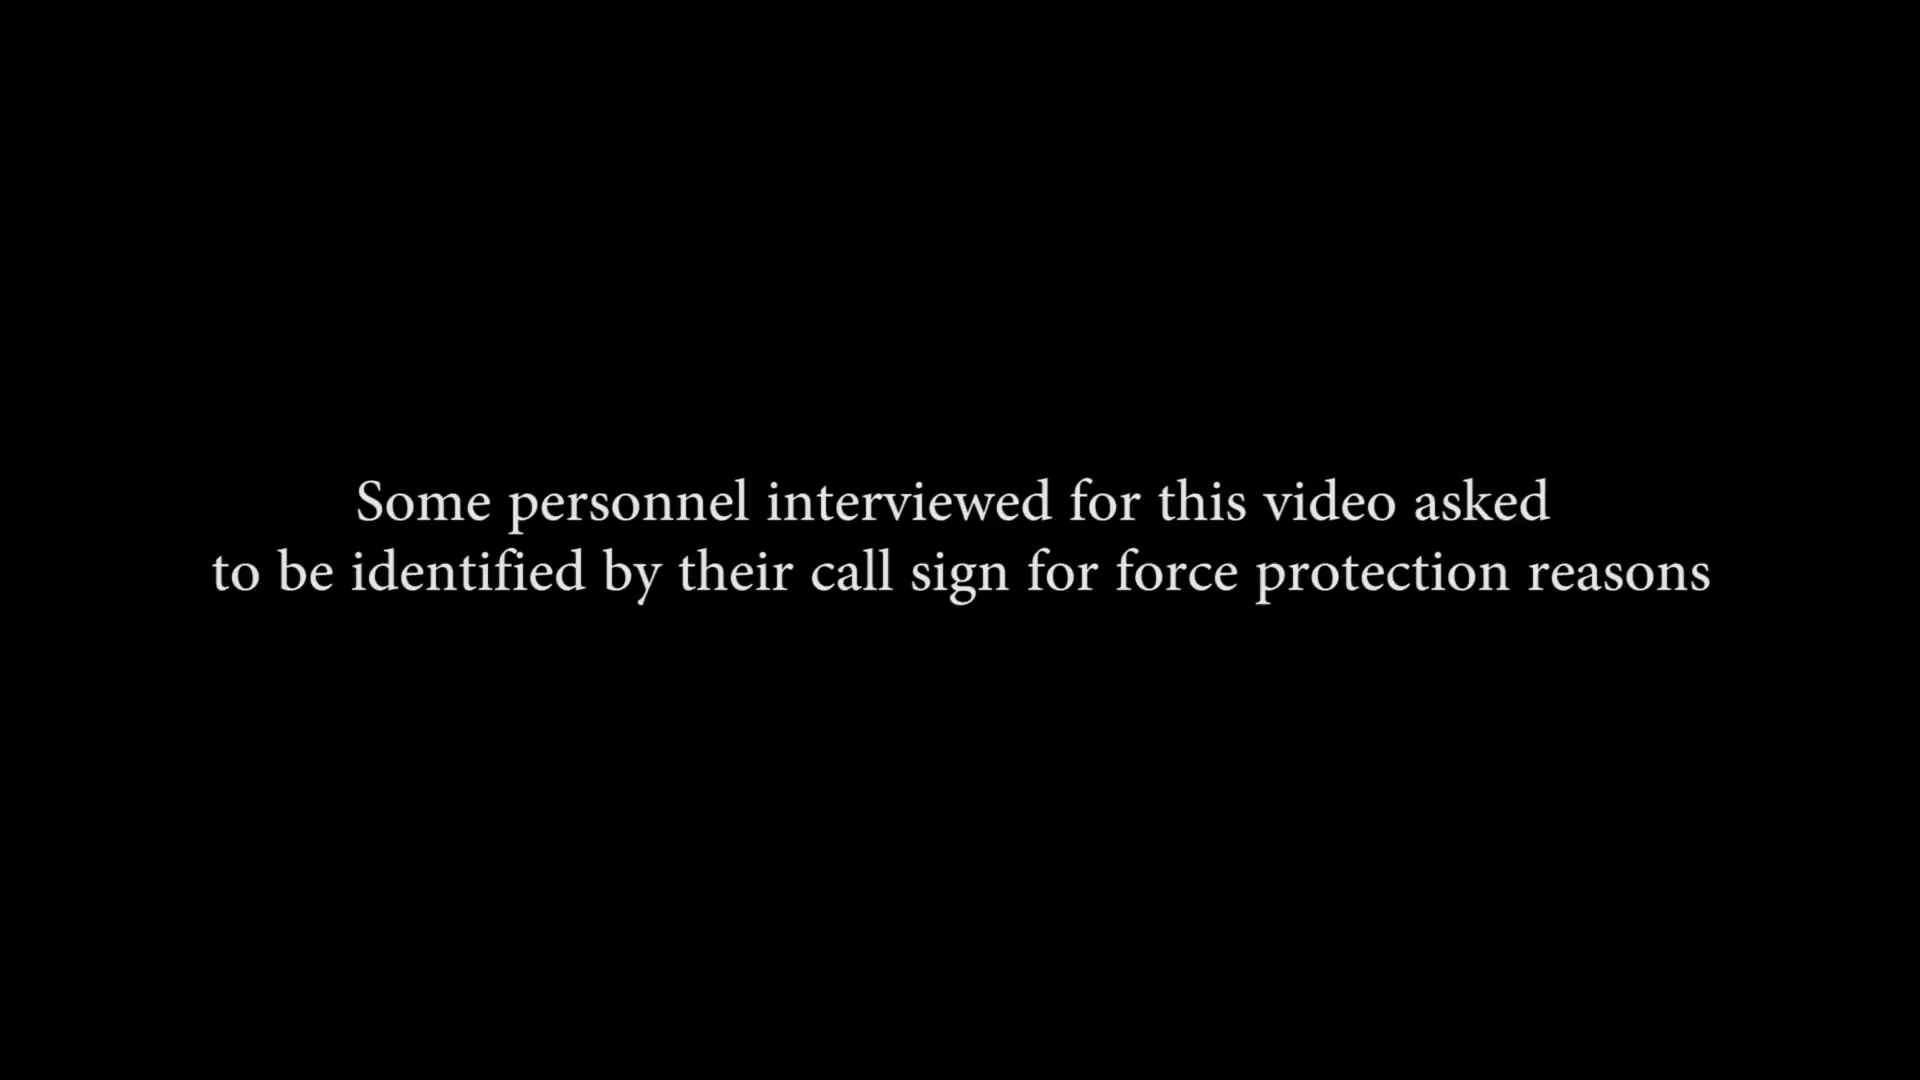 Some personnel interviewed for this video asked
to be identified by their call sign for force protection reasons